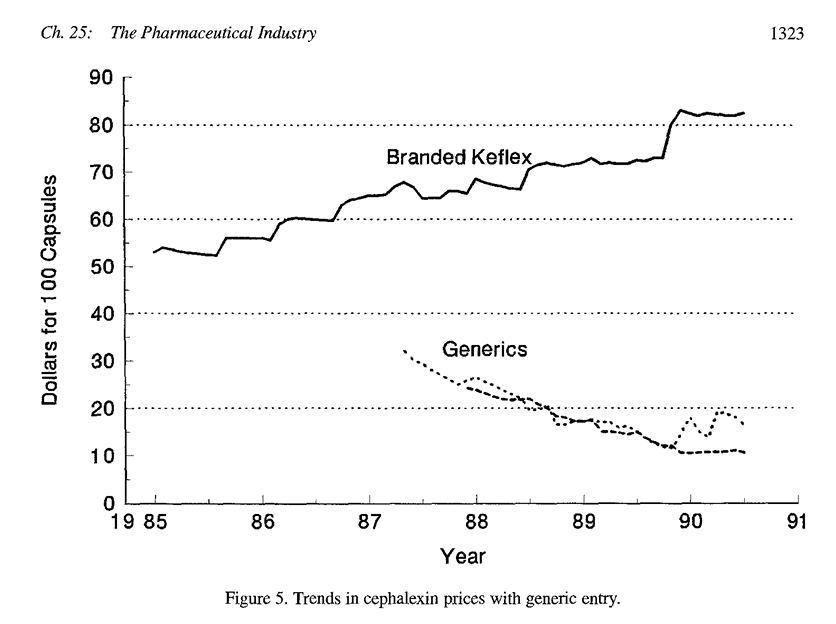 Ch. 25: The Pharmaceutical Industry 1323
90
80
Branded Keflex
70
60
50
40
30
Generics
20
10
0
19 85 86 87 88 89 90 91
Dollars for 100 Capsules
Year
Figure 5. Trends in cephalexin prices with generic entry.